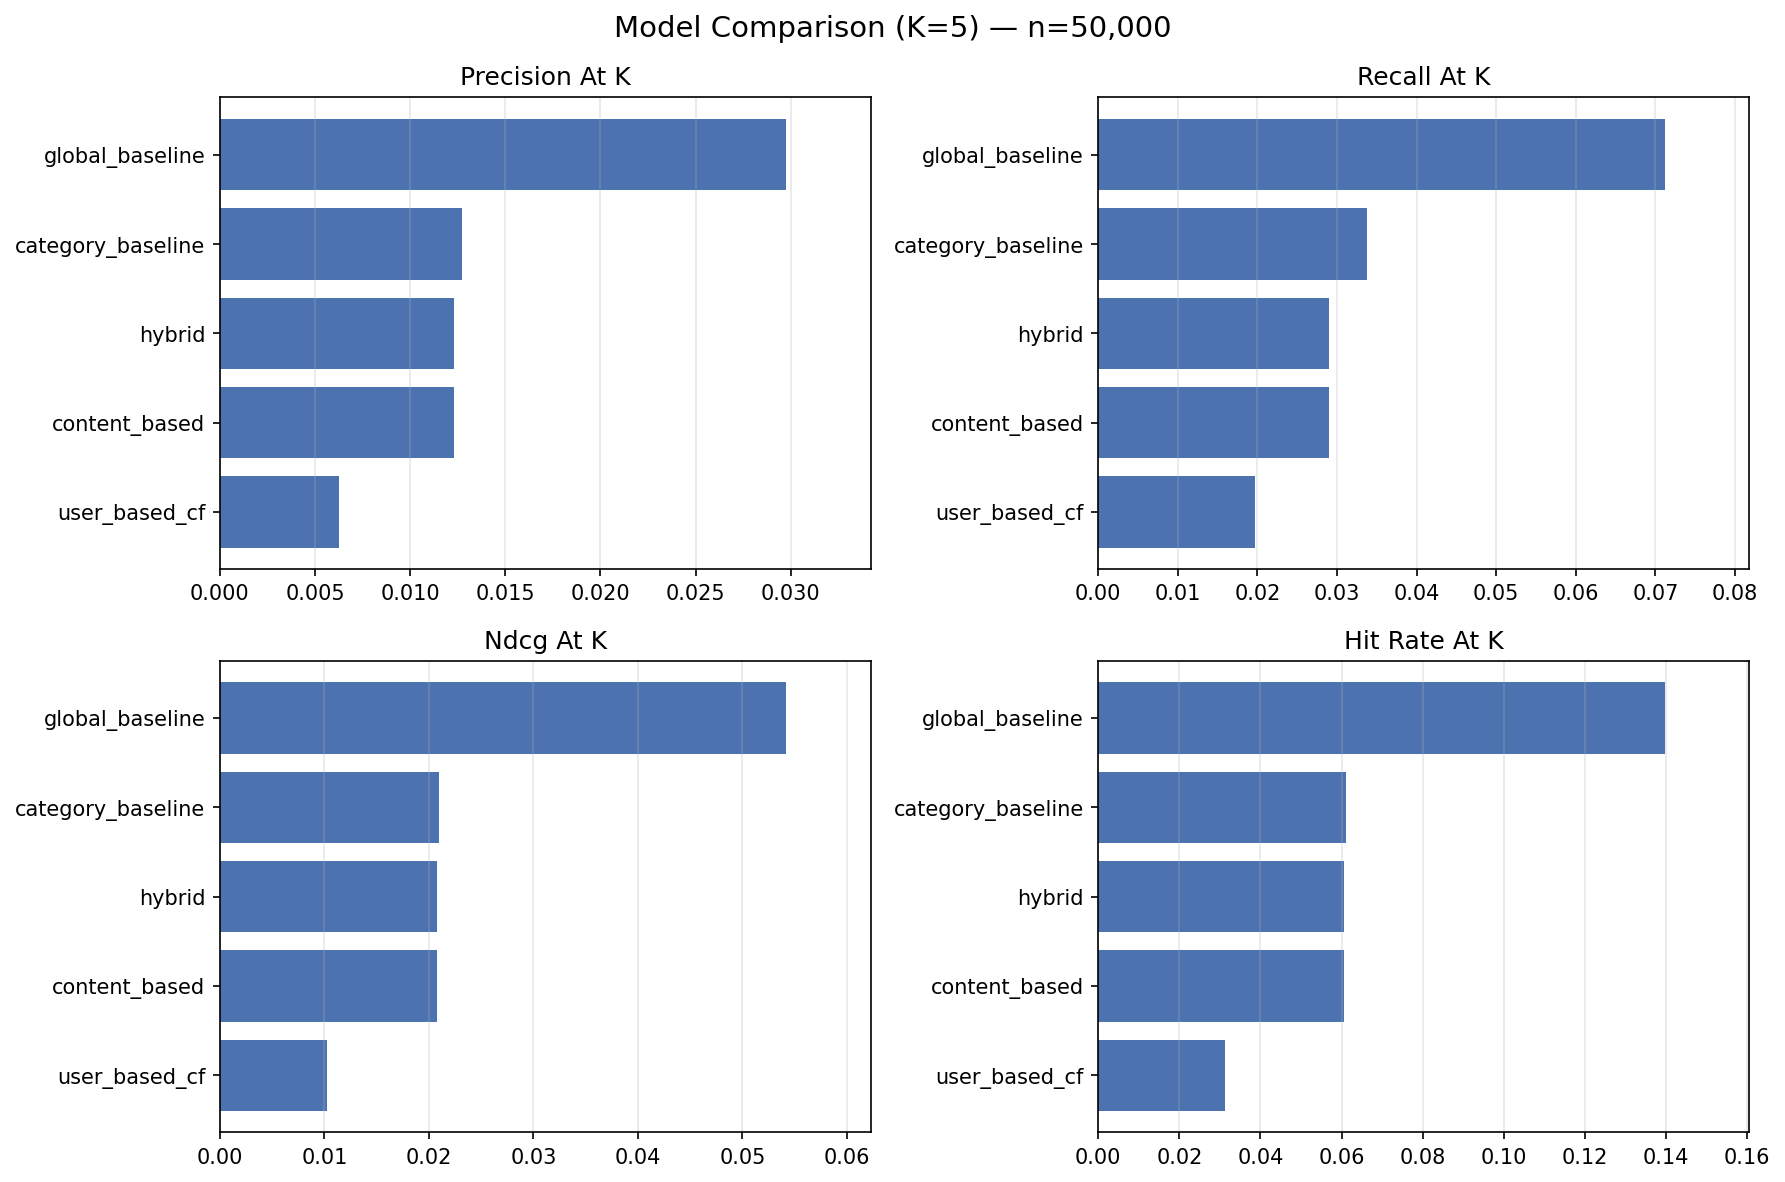 Model Comparison (K=5) — n=50,000
Precision At K
global_baseline
category_baseline
hybrid
content_based
user_based_cf
0.000 0.005 0.010 0.015 0.020 0.025 0.030
Recall At K
global_baseline
category_baseline
hybrid
content_based
user_based_cf
0.00 0.01 0.02 0.03 0.04 0.05 0.06 0.07 0.08
Ndcg At K
global_baseline
category_baseline
hybrid
content_based
user_based_cf
0.00 0.01 0.02 0.03 0.04 0.05 0.06
Hit Rate At K
global_baseline
category_baseline
hybrid
content_based
user_based_cf
0.00 0.02 0.04 0.06 0.08 0.10 0.12 0.14 0.16